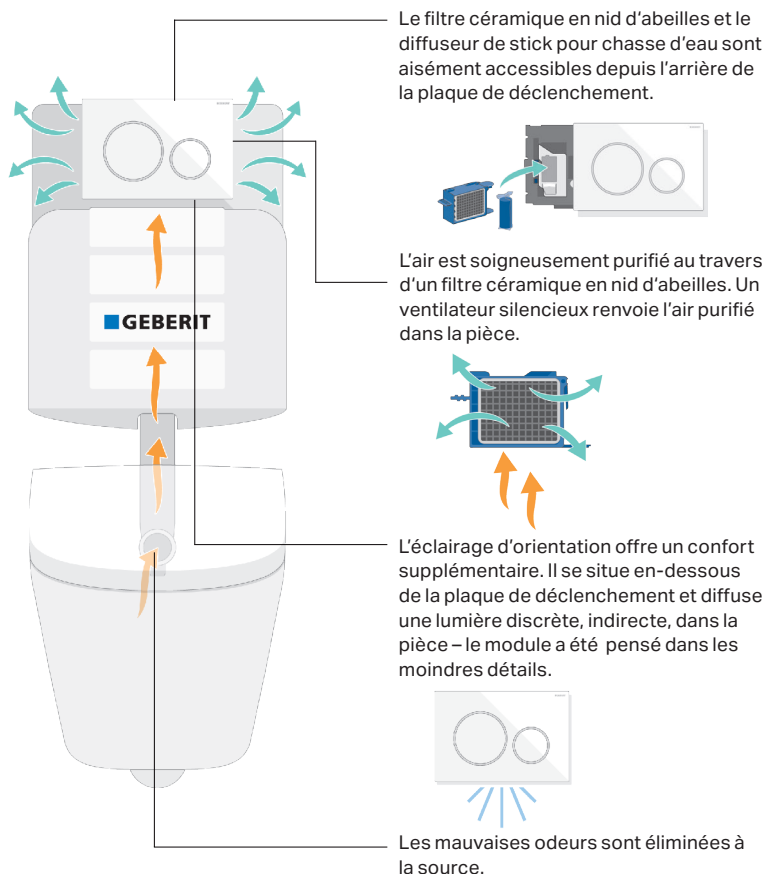 Le filtre céramique en nid d'abeilles et le
diffuseur de stick pour chasse d'eau sont
aisément accessibles depuis l'arrière de
la plaque de déclenchement.
L'air est soigneusement purifié au travers
d'un filtre céramique en nid d'abeilles. Un
ventilateur silencieux renvoie l'air purifié
dans la pièce.
GEBERIT
L'éclairage d'orientation offre un confort
supplémentaire. Il se situe en-dessous
de la plaque de déclenchement et diffuse
une lumière discrète, indirecte, dans la
pièce – le module a été pensé dans les
moindres détails.
Les mauvaises odeurs sont éliminées à
la source.